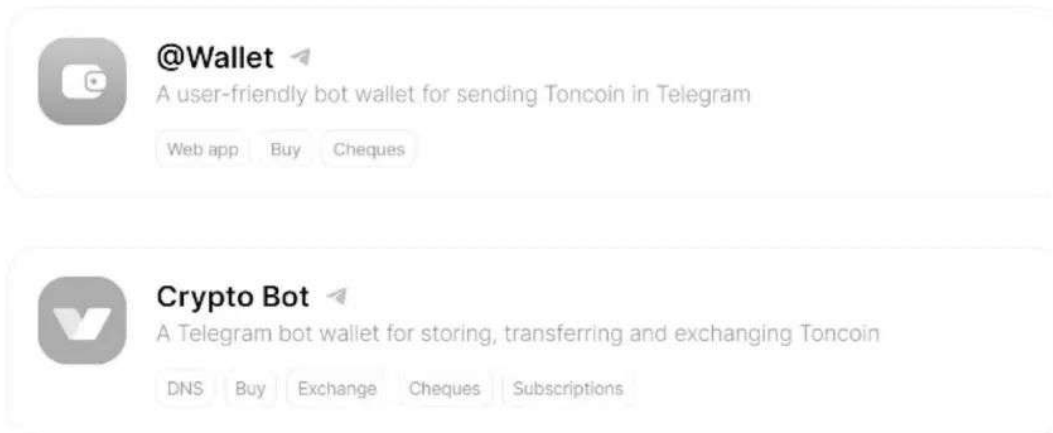 @Wallet
A user-friendly bot wallet for sending Toncoin in Telegram
Web app Buy Cheques
Crypto Bot
A Telegram bot wallet for storing, transferring and exchanging Toncoin
DNS Buy Exchange Cheques Subscriptions